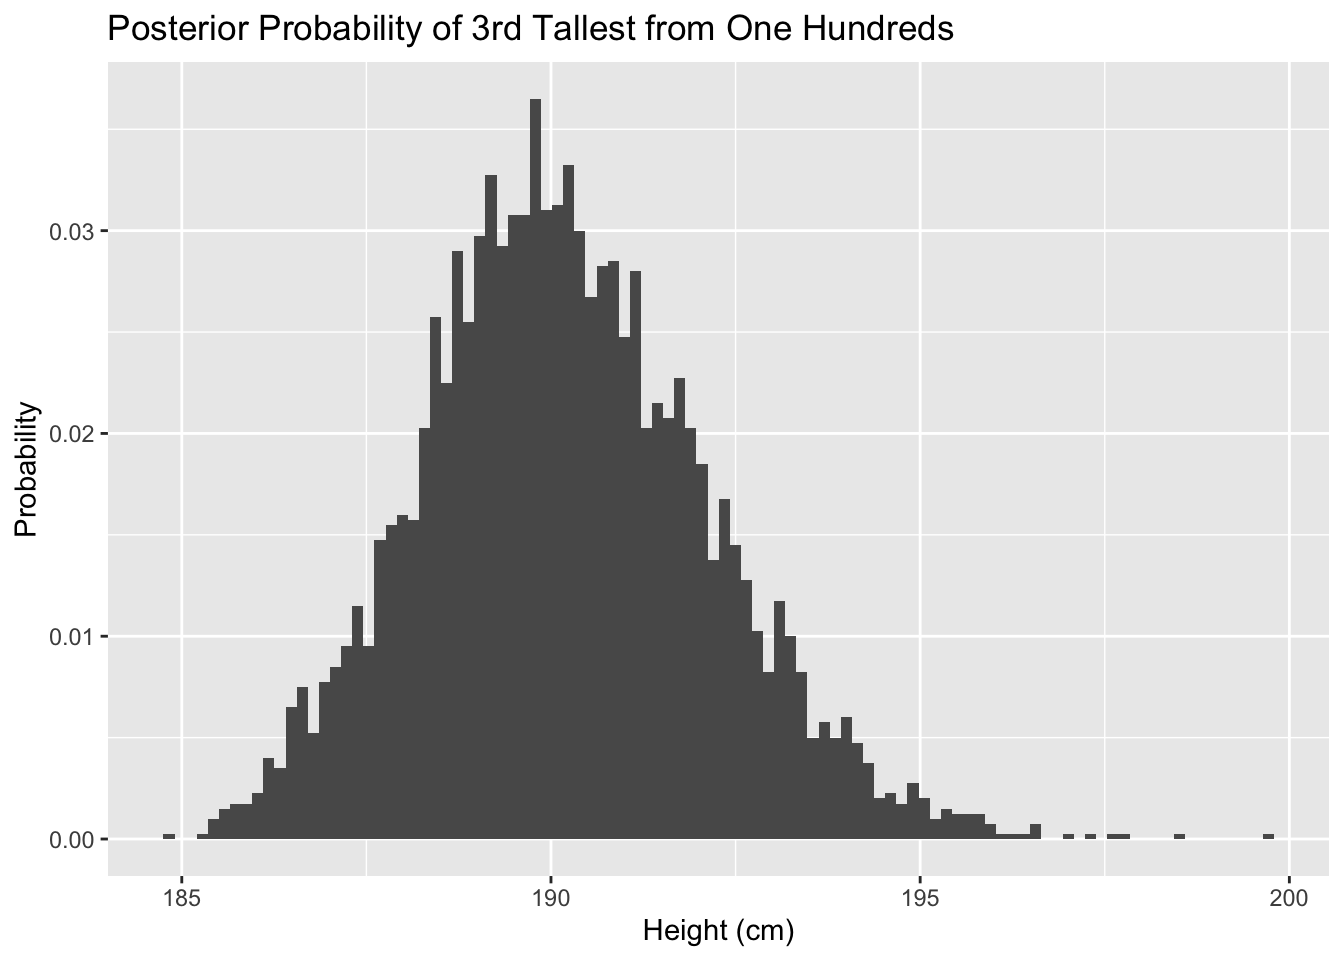 Posterior Probability of 3rd Tallest from One Hundreds
Probability
0.03
0.02
0.01
0.00
185
190
195
200
Height (cm)